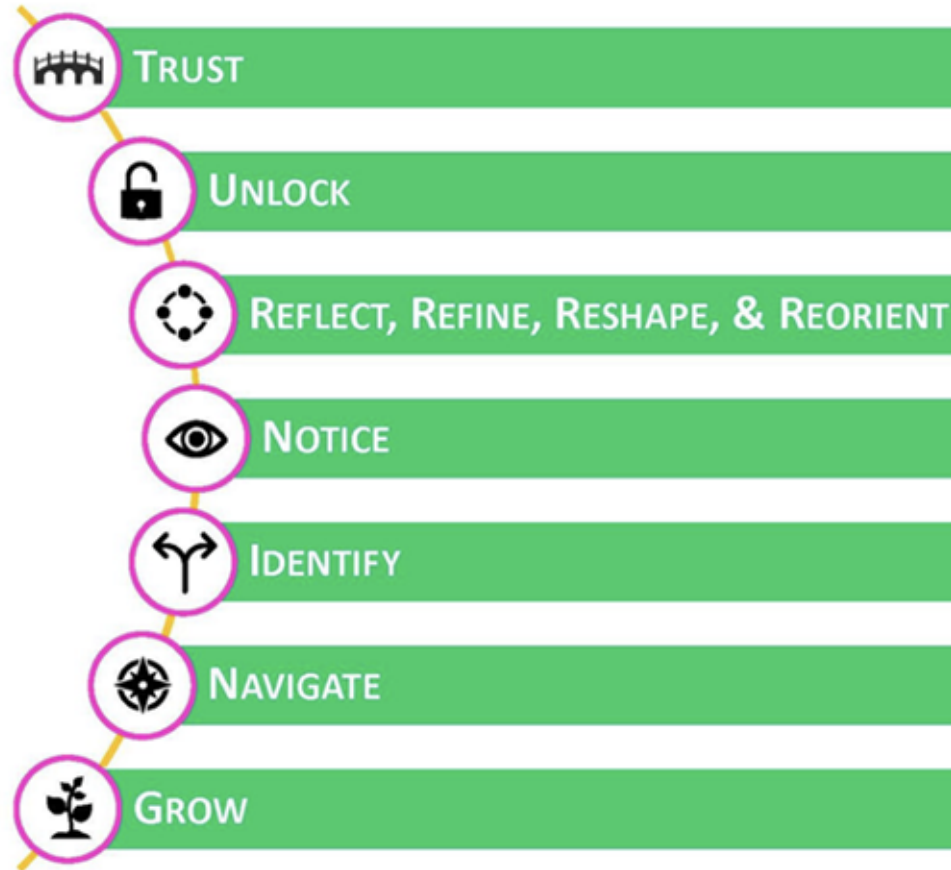 TRUST
UNLOCK
REFLECT, REFINE, RESHAPE, & REORIENT
NOTICE
IDENTIFY
NAVIGATE
GROW